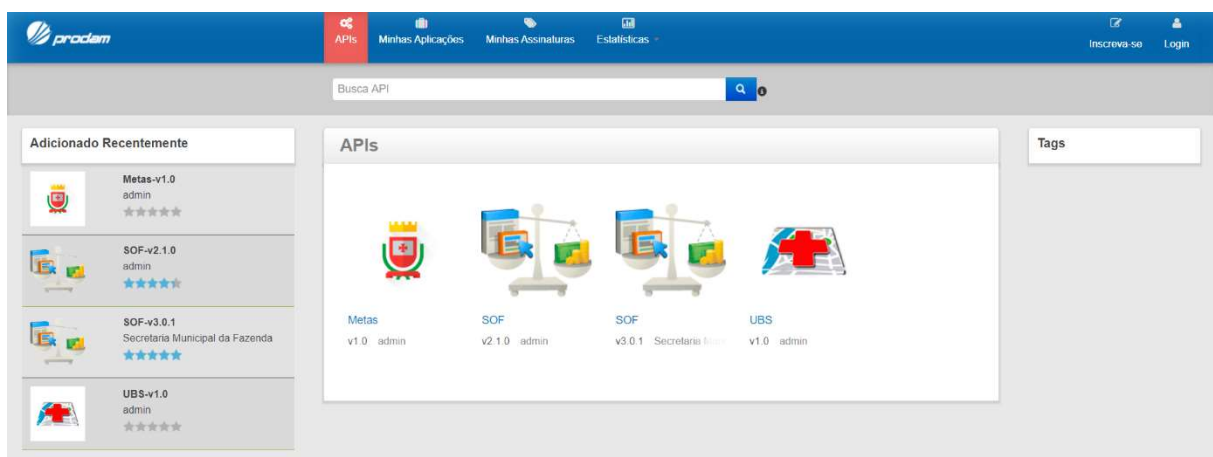 prodam
APIs
Minhas Aplicações
Minhas Assinaturas
Estatísticas
Inscreva-se
Login
Busca API
Adicionado Recentemente
Metas-v1.0
admin
SOF-v2.1.0
admin
SOF-v3.0.1
Secretaria Municipal da Fazenda
UBS-v1.0
admin
APIs
Metas
v1.0 admin
SOF
v2.1.0 admin
SOF
v3.0.1 Secretaria
UBS
v1.0 admin
Tags